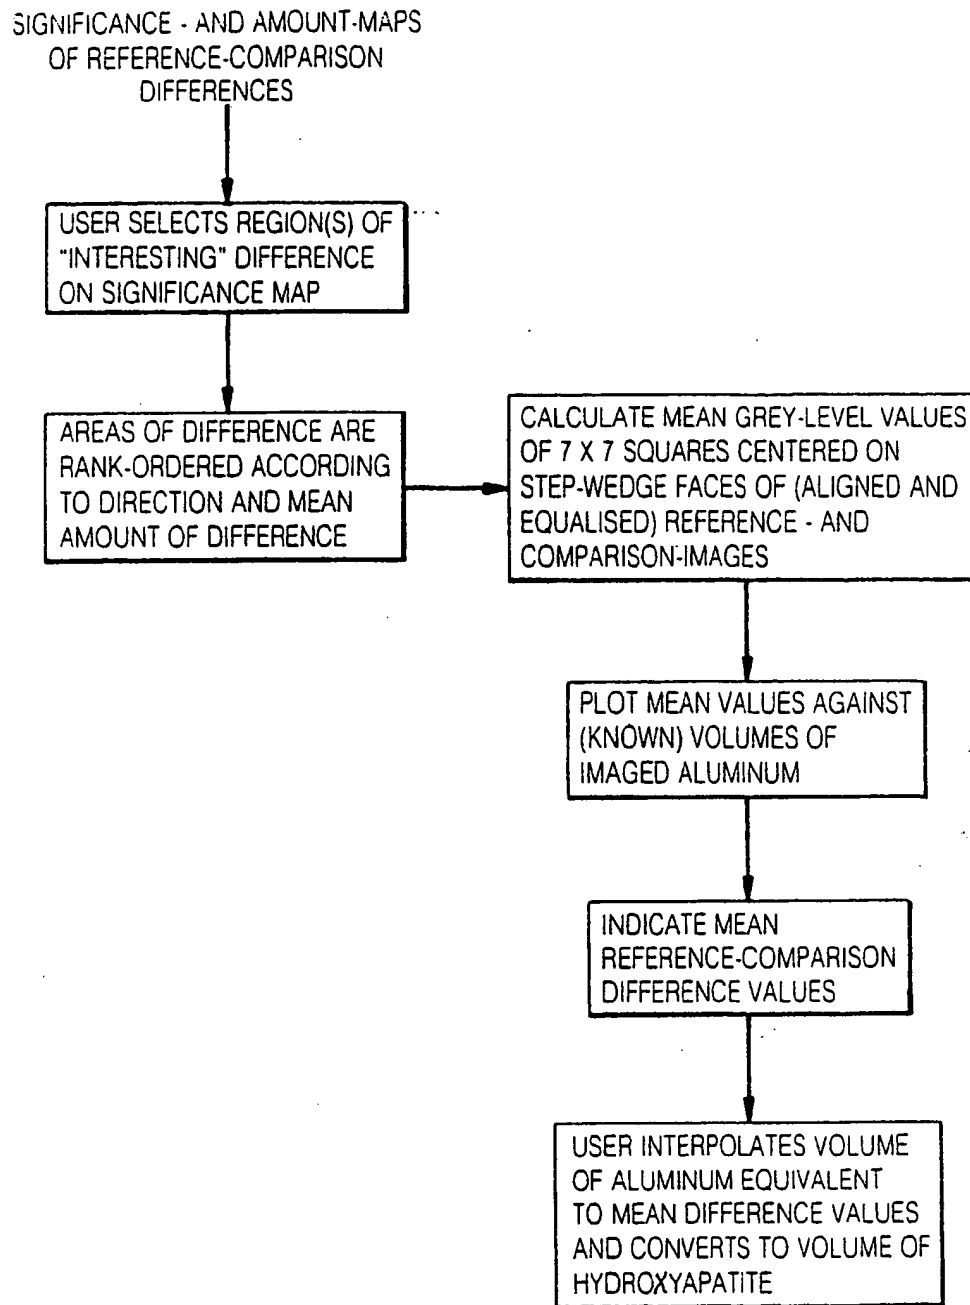 SIGNIFICANCE - AND AMOUNT-MAPS
OF REFERENCE-COMPARISON
DIFFERENCES
USER SELECTS REGION(S) OF
"INTERESTING" DIFFERENCE
ON SIGNIFICANCE MAP
AREAS OF DIFFERENCE ARE
RANK-ORDERED ACCORDING
TO DIRECTION AND MEAN
AMOUNT OF DIFFERENCE
CALCULATE MEAN GREY-LEVEL VALUES
OF 7 X 7 SQUARES CENTERED ON
STEP-WEDGE FACES OF (ALIGNED AND
EQUALISED) REFERENCE - AND
COMPARISON-IMAGES
PLOT MEAN VALUES AGAINST
(KNOWN) VOLUMES OF
IMAGED ALUMINUM
INDICATE MEAN
REFERENCE-COMPARISON
DIFFERENCE VALUES
USER INTERPOLATES VOLUME
OF ALUMINUM EQUIVALENT
TO MEAN DIFFERENCE VALUES
AND CONVERTS TO VOLUME OF
HYDROXYAPATITE